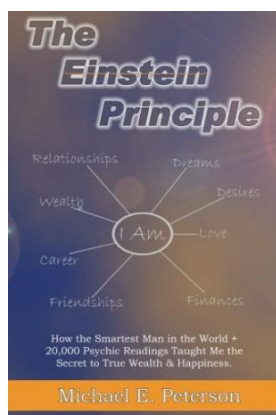 The
Einstein
Principle
Relationships
Dreams
Wealth
Desires
I Am
Love
Career
Friendships
Finances
How the Smartest Man in the World +
20,000 Psychic Readings Taught Me the
Secret to True Wealth & Happiness.
Michael E. Peterson